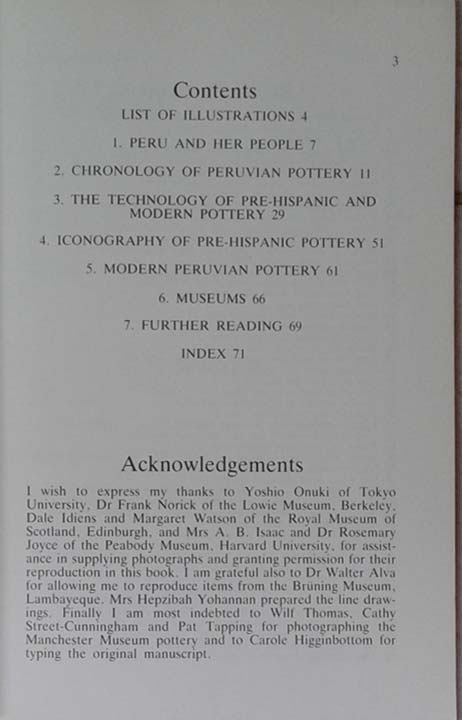 3
Contents
LIST OF ILLUSTRATIONS 4
1. PERU AND HER PEOPLE 7
2. CHRONOLOGY OF PERUVIAN POTTERY 11
3. THE TECHNOLOGY OF PRE-HISPANIC AND
MODERN POTTERY 29
4. ICONOGRAPHY OF PRE-HISPANIC POTTERY 51
5. MODERN PERUVIAN POTTERY 61
6. MUSEUMS 66
7. FURTHER READING 69
INDEX 71
Acknowledgements
I wish to express my thanks to Yoshio Onuki of Tokyo
University, Dr Frank Norick of the Lowie Museum, Berkeley,
Dale Idiens and Margaret Watson of the Royal Museum of
Scotland, Edinburgh, and Mrs A. B. Isaac and Dr Rosemary
Joyce of the Peabody Museum, Harvard University, for assist-
ance in supplying photographs and granting permission for their
reproduction in this book. I am grateful also to Dr Walter Alva
for allowing me to reproduce items from the Brüning Museum,
Lambayeque. Mrs Hepzibah Yohannan prepared the line draw-
ings. Finally I am most indebted to Wilf Thomas, Cathy
Street-Cunningham and Pat Tapping for photographing the
Manchester Museum pottery and to Carole Higginbottom for
typing the original manuscript.